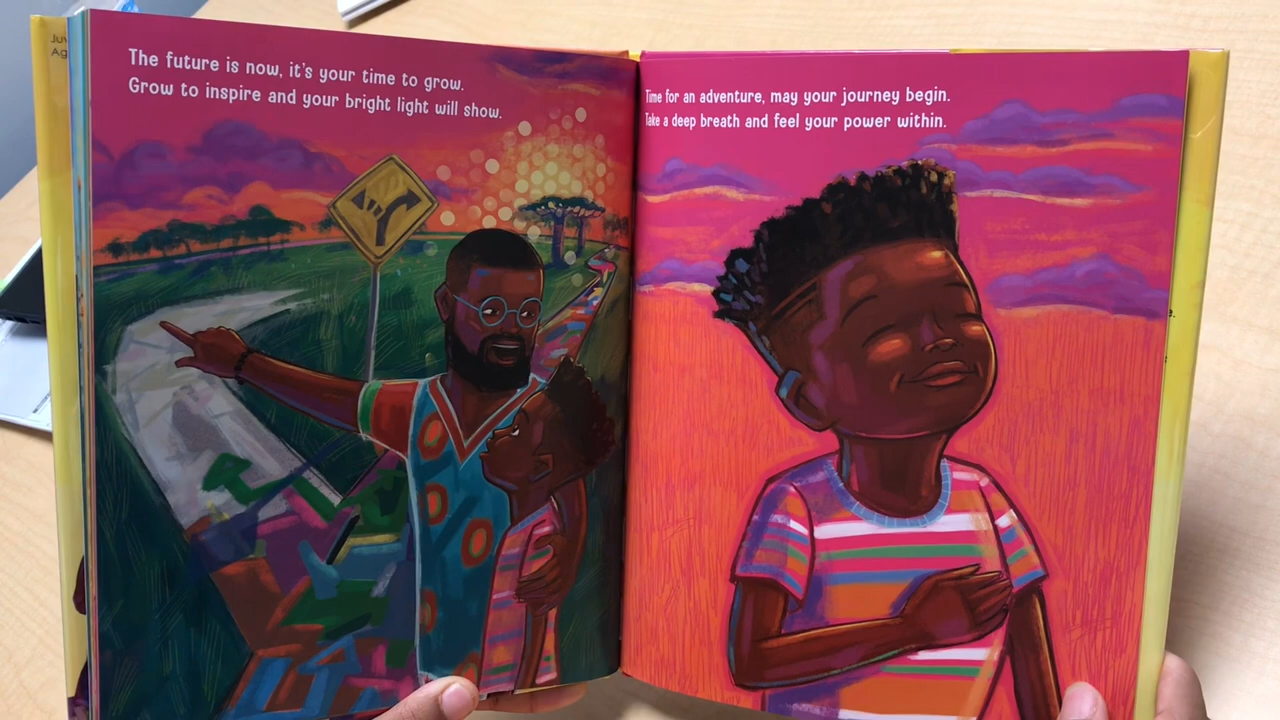 The future is now, it's your time to grow.
Grow to inspire and your bright light will show.
Time for an adventure, may your journey begin.
Take a deep breath and feel your power within.